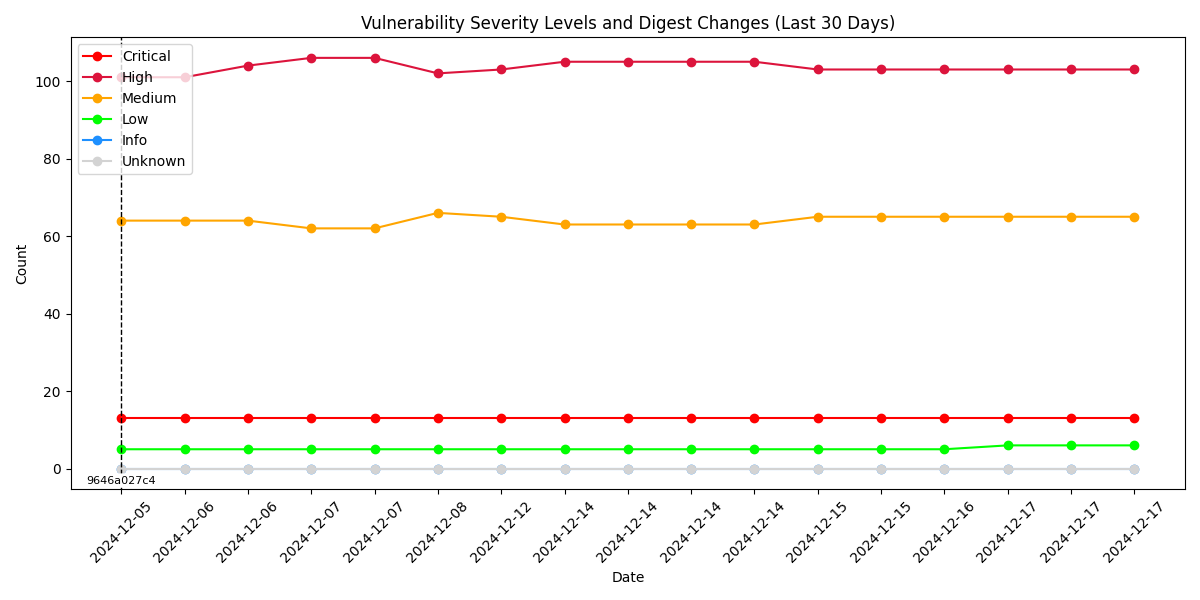 Vulnerability Severity Levels and Digest Changes (Last 30 Days)
Critical
High
Medium
Low
Info
Unknown
100
80
60
40
20
0
Count
9646a027c4
2024-12-05
2024-12-06
2024-12-06
2024-12-07
2024-12-07
2024-12-08
2024-12-12
2024-12-14
2024-12-14
2024-12-14
2024-12-14
2024-12-15
2024-12-15
2024-12-16
2024-12-17
2024-12-17
2024-12-17
Date